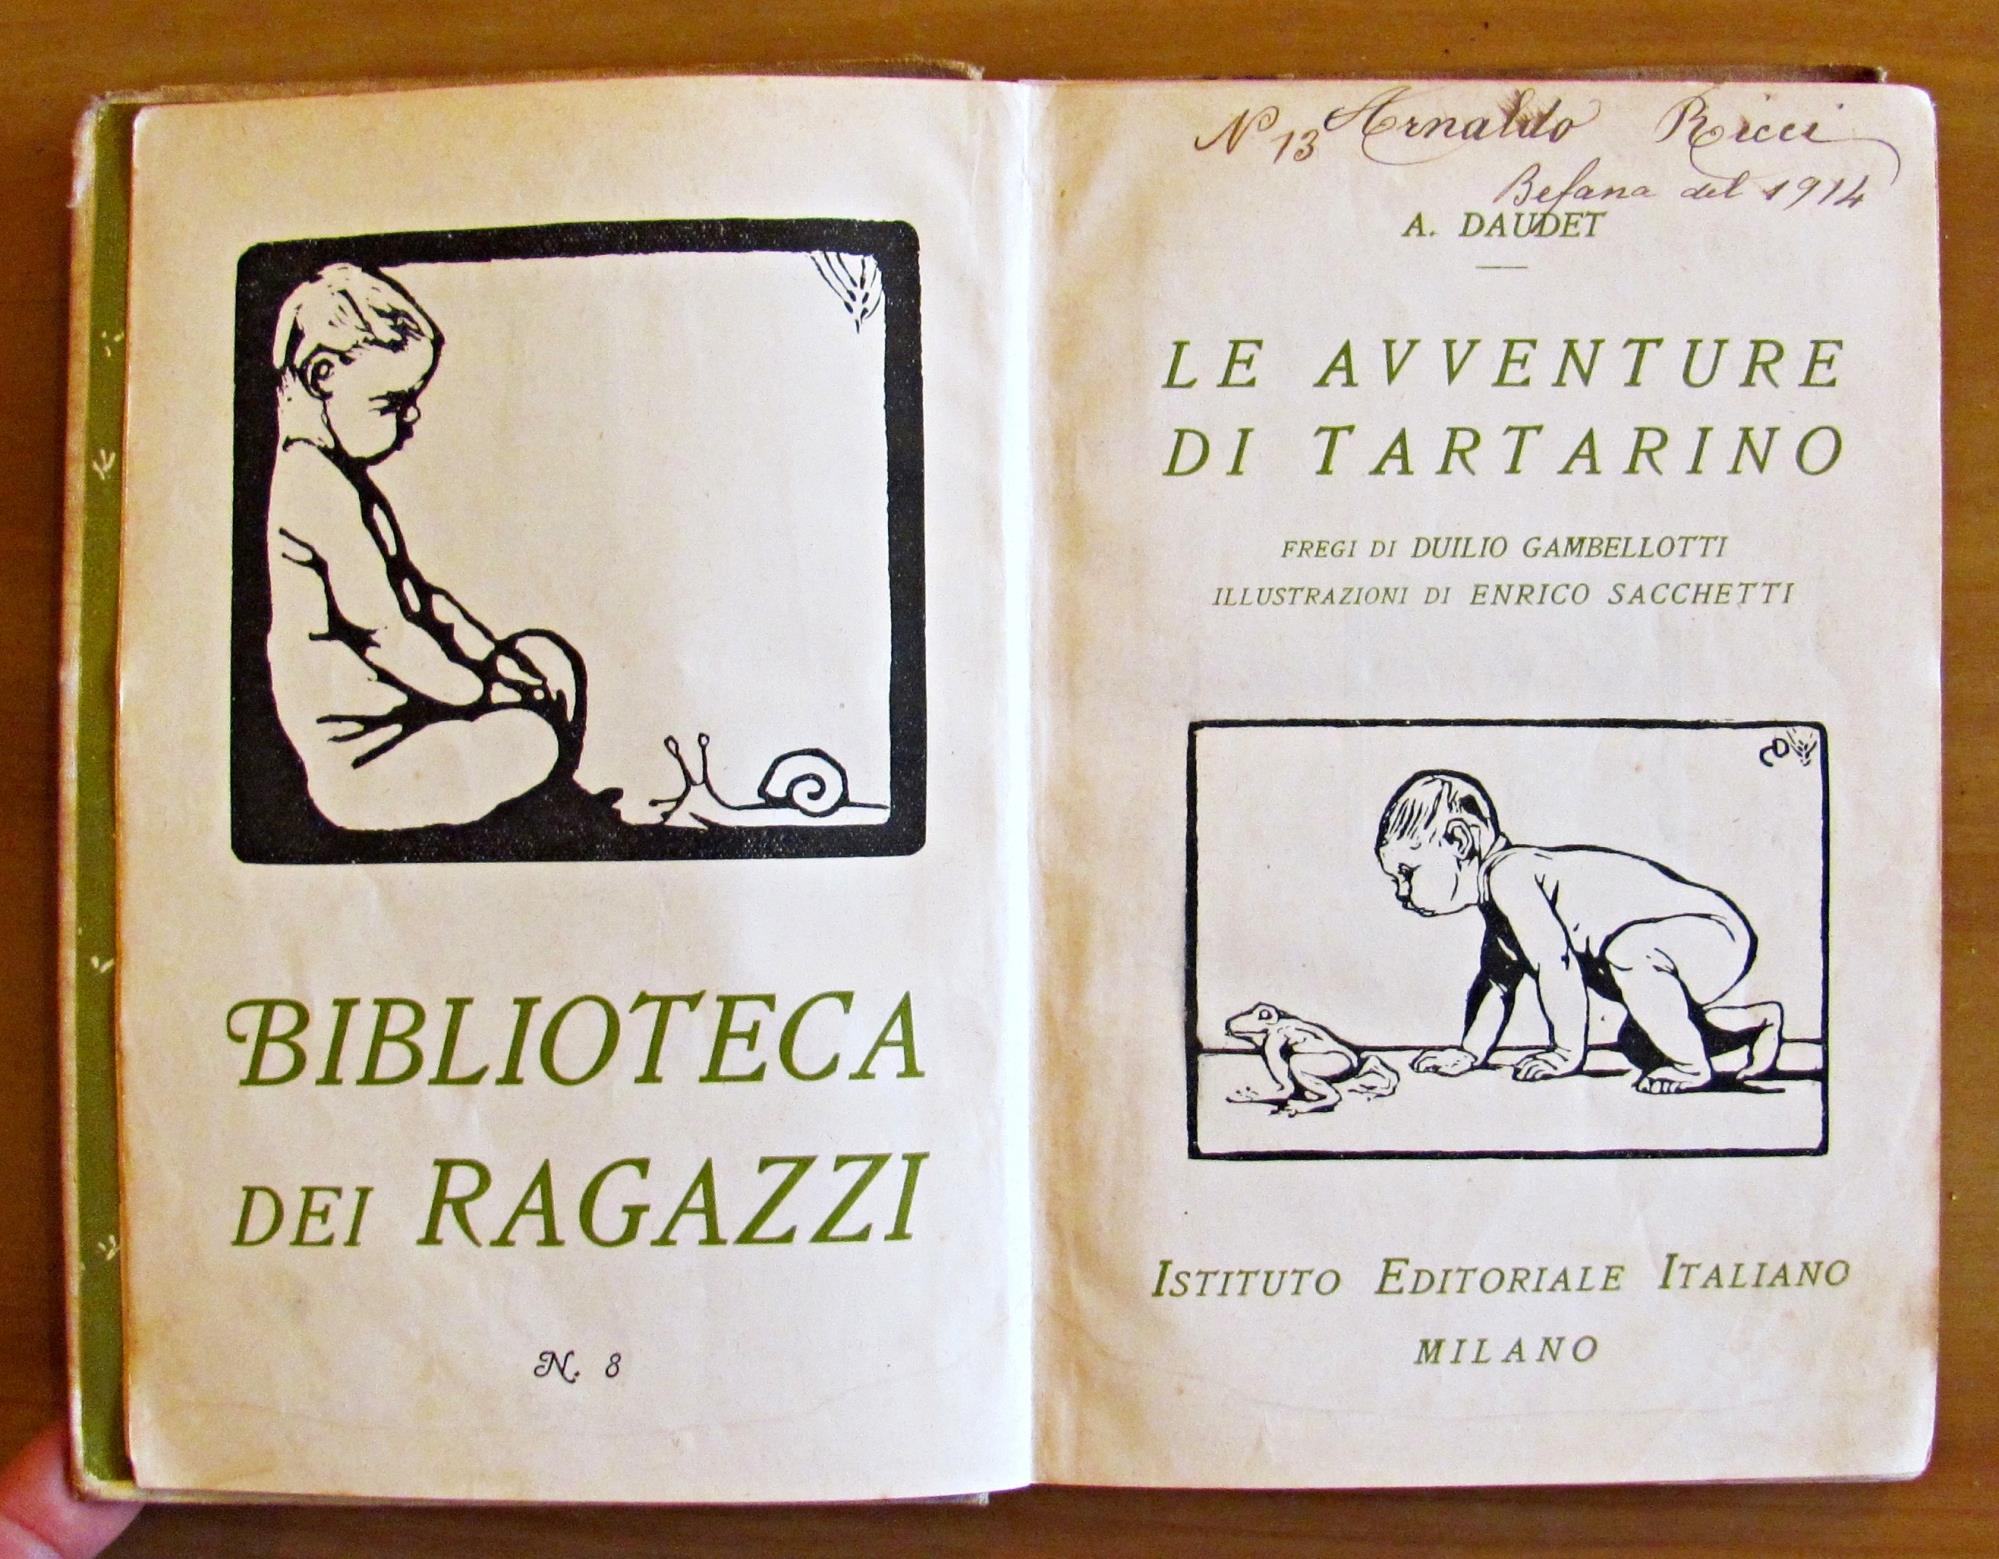 BIBLIOTECA
DEI RAGAZZI
N. 8
N 13 Arnaldo Ricci
Befana del 1914
A. DAUDET
LE AVVENTURE
DI TARTARINO
FREGI DI DUILIO GAMBELLOTTI
ILLUSTRAZIONI DI ENRICO SACCHETTI
ISTITUTO EDITORIALE ITALIANO
MILANO